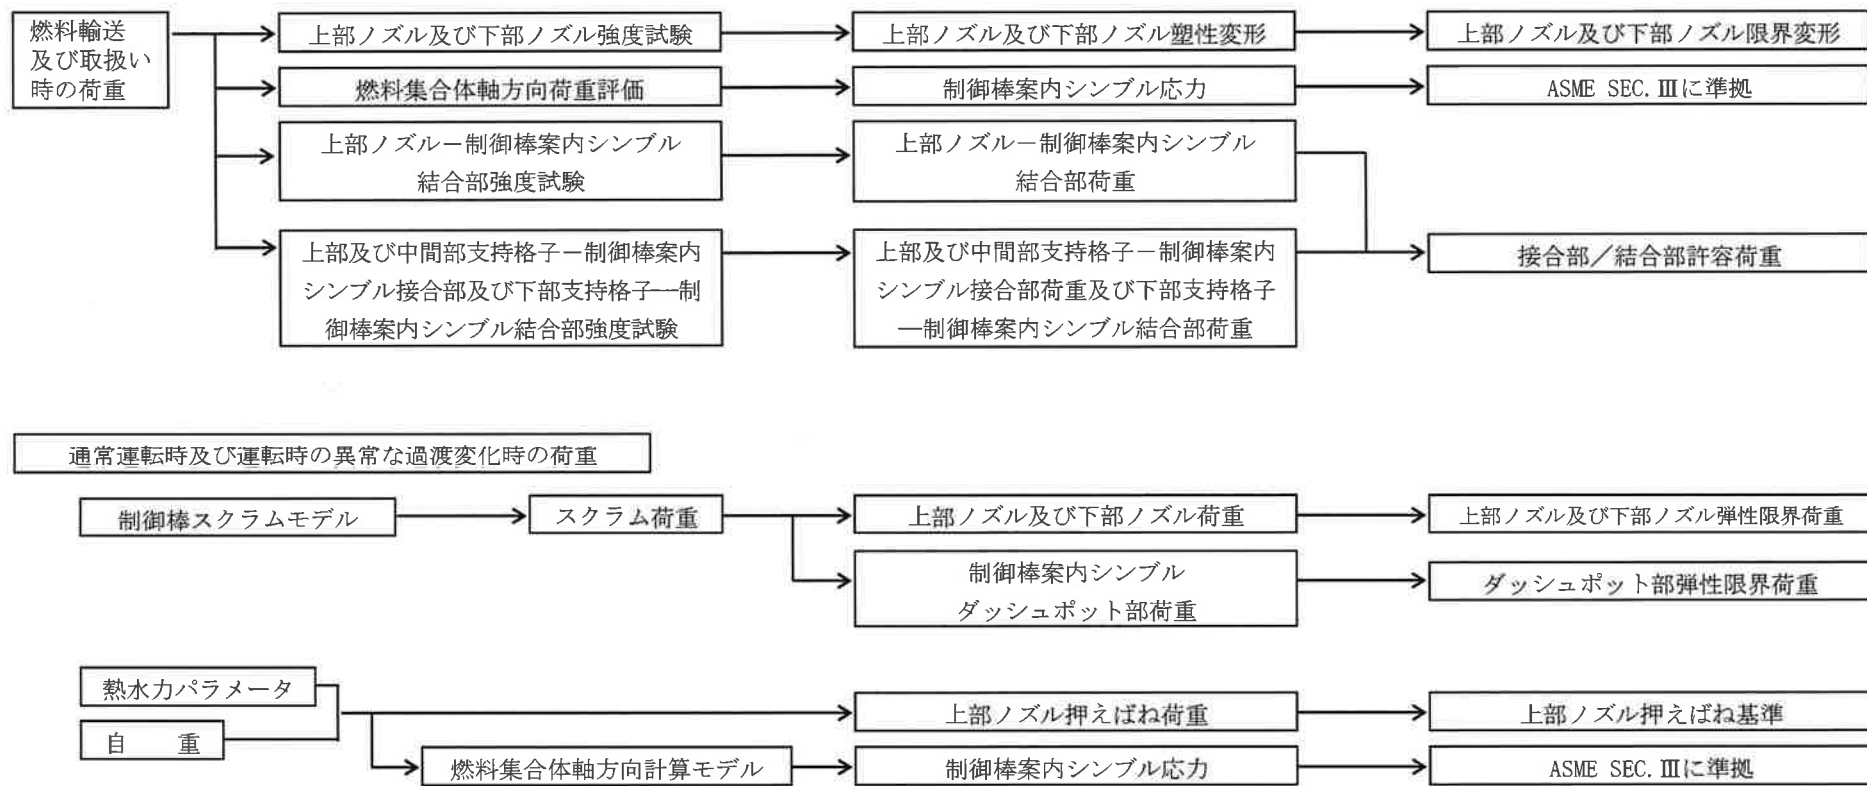 燃料輸送
及び取扱い
時の荷重
上部ノズル及び下部ノズル強度試験
上部ノズル及び下部ノズル塑性変形
上部ノズル及び下部ノズル限界変形
燃料集合体軸方向荷重評価
制御棒案内シンブル応力
ASME SEC.Ⅲに準拠
上部ノズル－制御棒案内シンブル
結合部強度試験
上部ノズル－制御棒案内シンブル
結合部荷重
上部及び中間部支持格子－制御棒案内
シンブル接合部及び下部支持格子―制
御棒案内シンブル結合部強度試験
上部及び中間部支持格子－制御棒案内
シンブル接合部荷重及び下部支持格子
―制御棒案内シンブル結合部荷重
接合部／結合部許容荷重
通常運転時及び運転時の異常な過渡変化時の荷重
制御棒スクラムモデル
スクラム荷重
上部ノズル及び下部ノズル荷重
上部ノズル及び下部ノズル弾性限界荷重
制御棒案内シンブル
ダッシュポット部荷重
ダッシュポット部弾性限界荷重
熱水力パラメータ
自　　重
上部ノズル押えばね荷重
上部ノズル押えばね基準
燃料集合体軸方向計算モデル
制御棒案内シンブル応力
ASME SEC.Ⅲに準拠